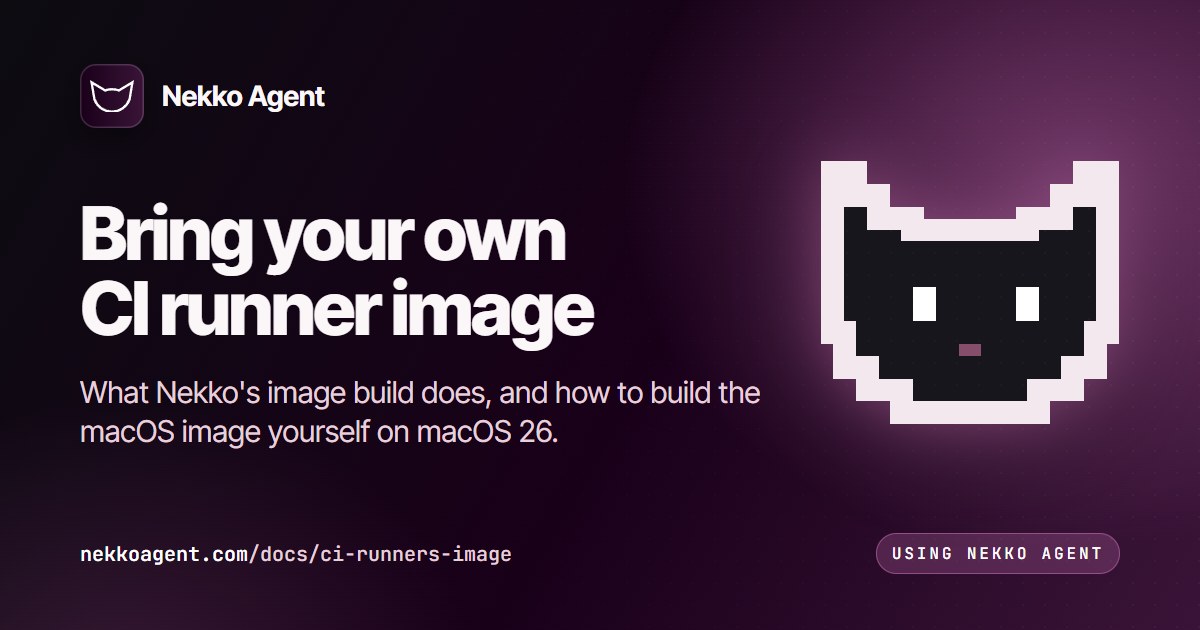 Nekko Agent
Bring your own
CI runner image
What Nekko's image build does, and how to build the
macOS image yourself on macOS 26.
nekkoagent.com/docs/ci-runners-image
USING NEKKO AGENT